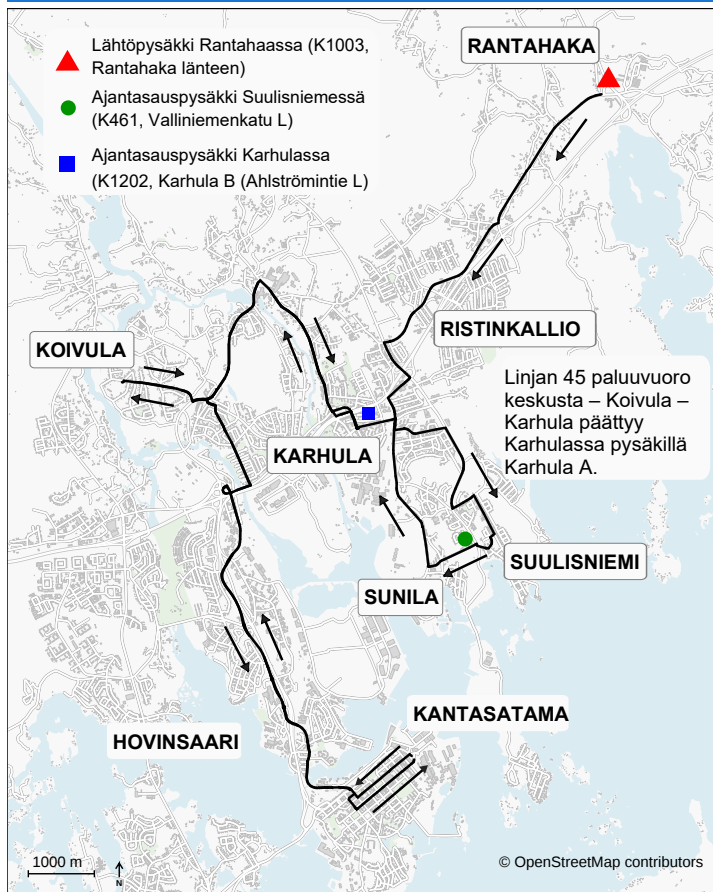 Lähtöpysäkki Rantahaassa (K1003,
Rantahaka länteen)
Ajantasauspysäkki Suulisniemessä
(K461, Valliniemenkatu L)
Ajantasauspysäkki Karhulassa
(K1202, Karhula B (Ahlströmintie L)
RANTAHAKA
RISTINKALLIO
KOIVULA
Linjan 45 paluuvuoro
keskusta – Koivula –
Karhula päättyy
Karhulassa pysäkillä
Karhula A.
KARHULA
SUULISNIEMI
SUNILA
KANTASATAMA
HOVINSAARI
1000 m
N
© OpenStreetMap contributors